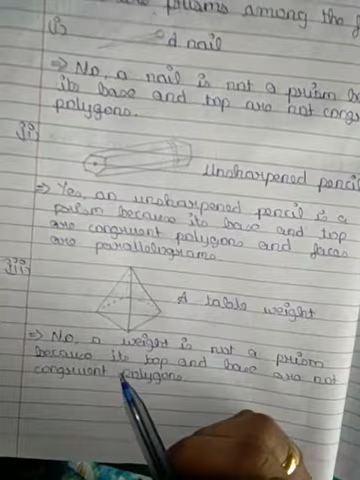 are prisms among the
(i) A nail
⇒ No, a nail is not a prism
its base and top are not
polygons.
(ii) Unsharpened
⇒ Yes, an unsharpened pencil is a
prism because its base and top
are congruent polygons and faces
are parallelograms
(iii) A table weight
⇒ No, a weight is not a prism
because its top and base are not
congruent polygons.